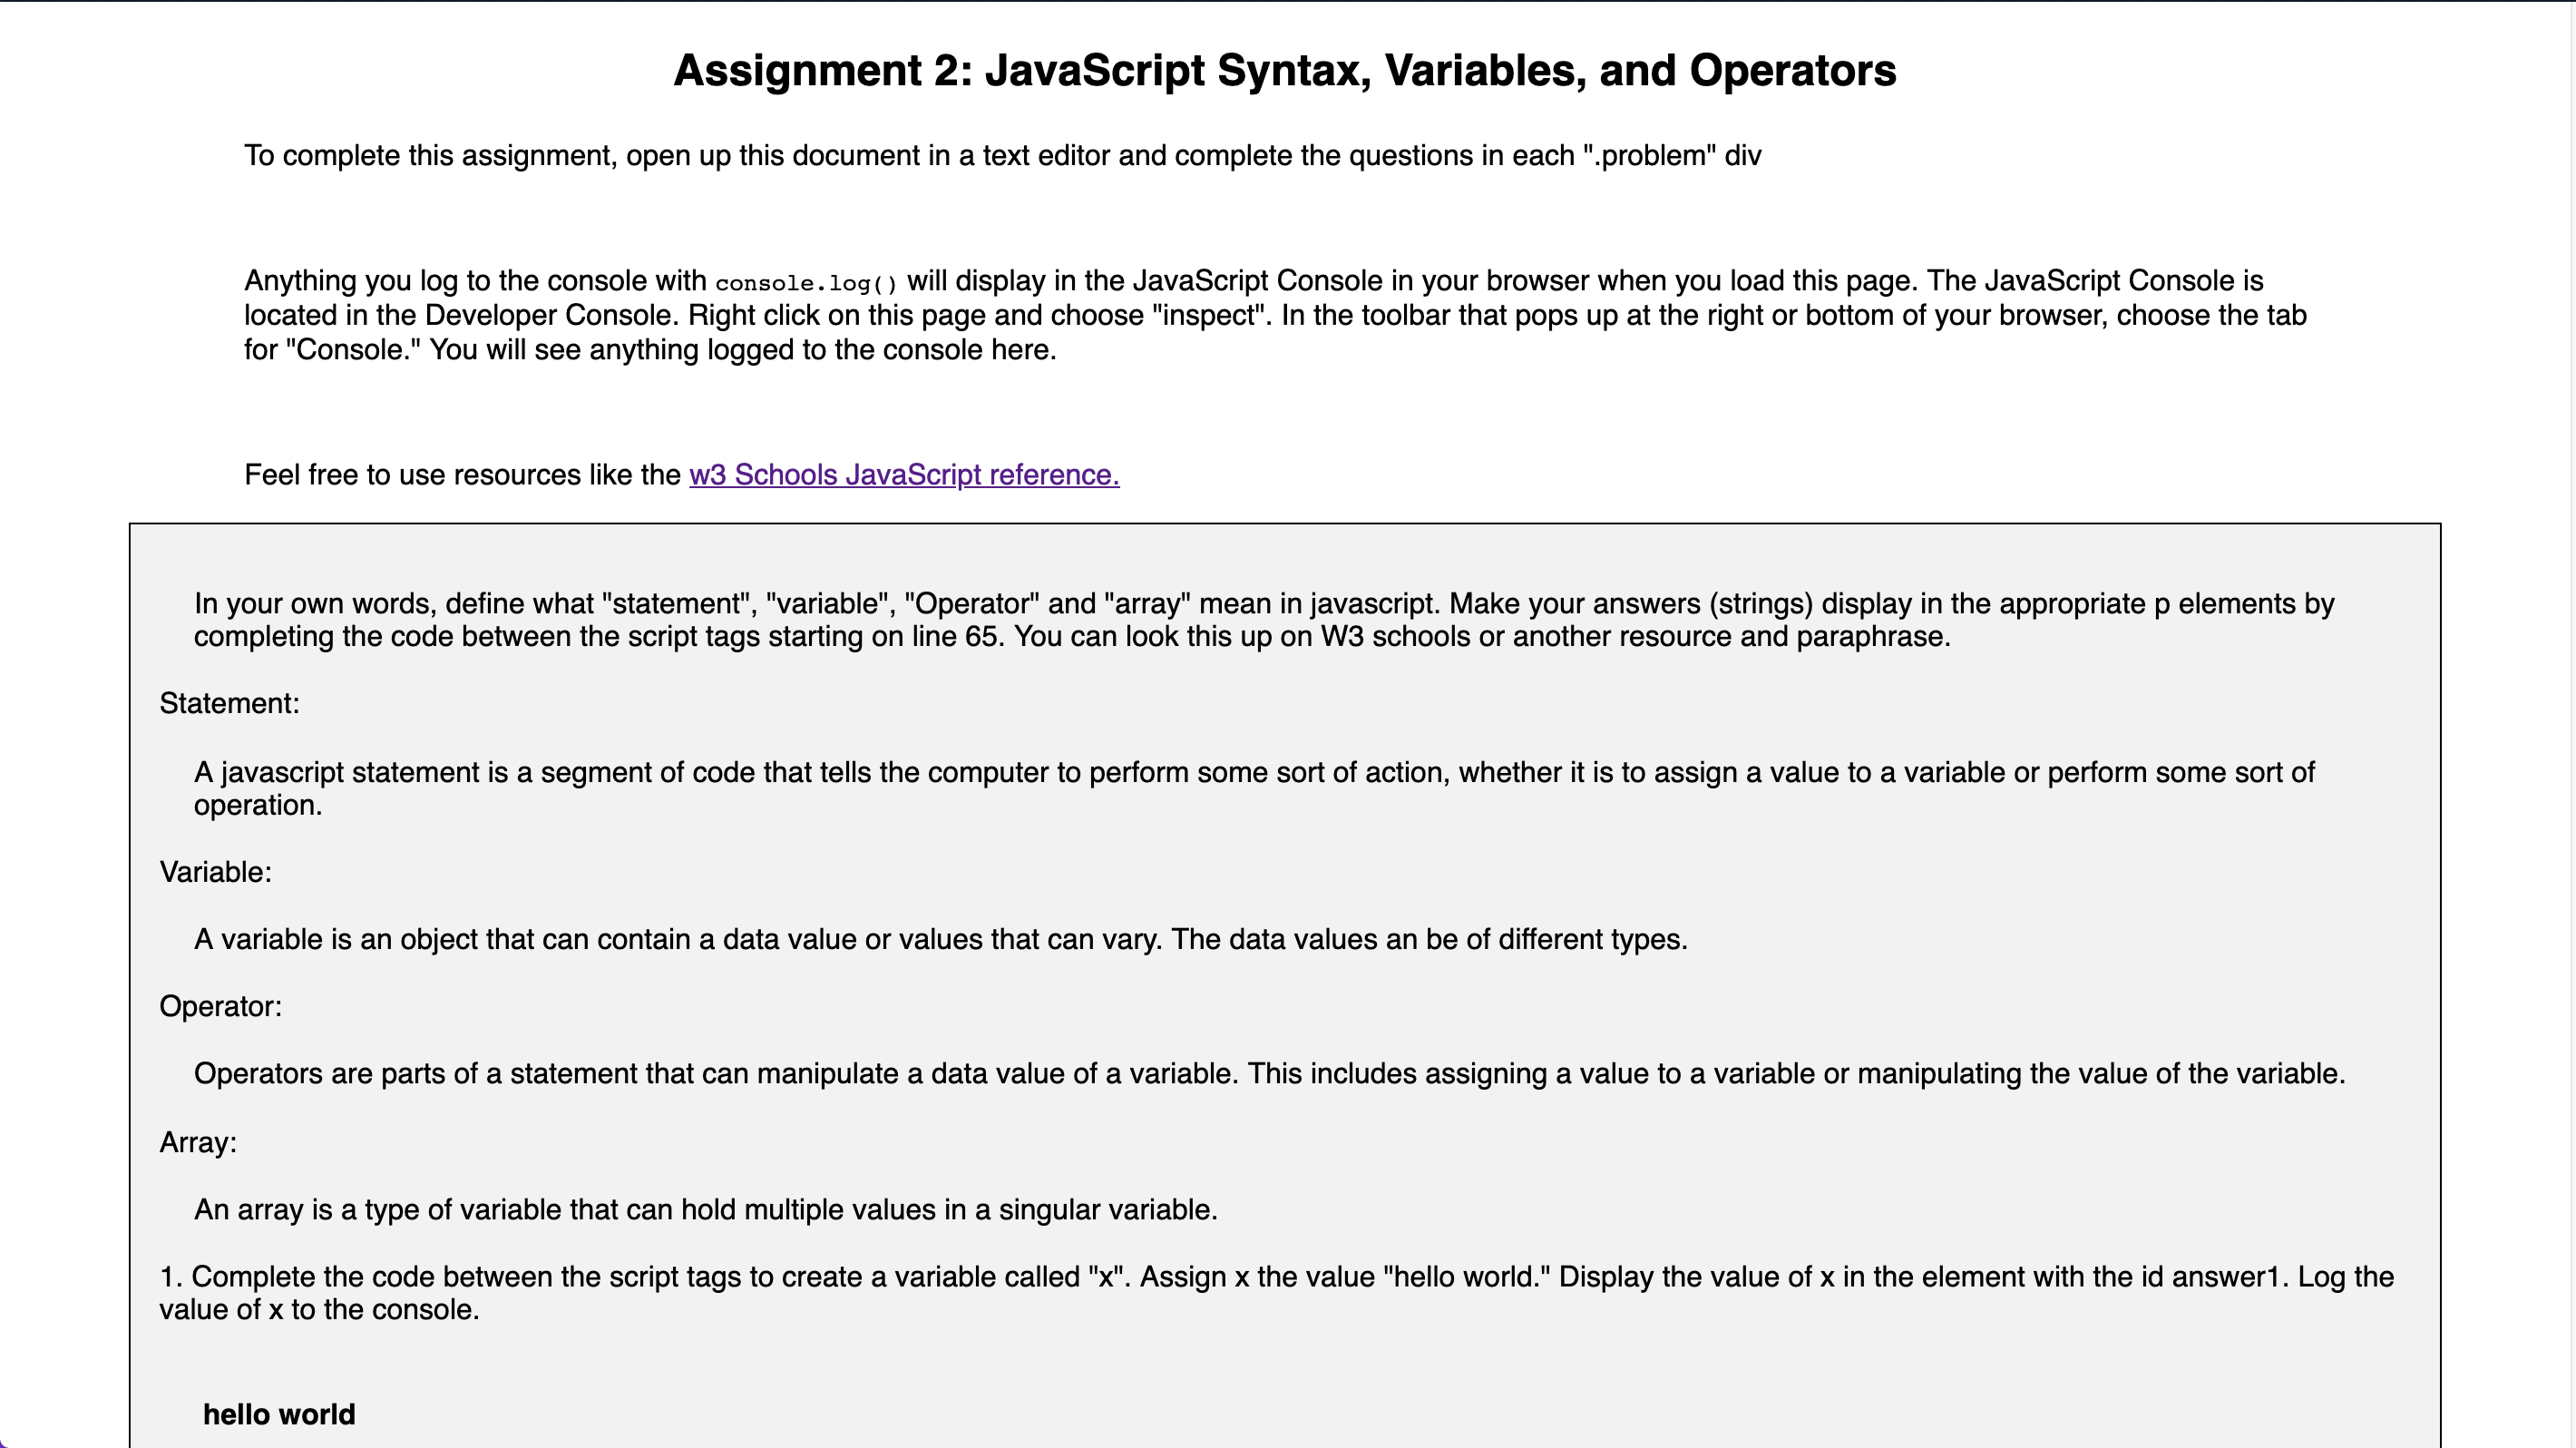 Assignment 2: JavaScript Syntax, Variables, and Operators
To complete this assignment, open up this document in a text editor and complete the questions in each ".problem" div
Anything you log to the console with console.log() will display in the JavaScript Console in your browser when you load this page. The JavaScript Console is
located in the Developer Console. Right click on this page and choose "inspect". In the toolbar that pops up at the right or bottom of your browser, choose the tab
for "Console." You will see anything logged to the console here.
Feel free to use resources like the w3 Schools JavaScript reference.
In your own words, define what "statement", "variable", "Operator" and "array" mean in javascript. Make your answers (strings) display in the appropriate p elements by
completing the code between the script tags starting on line 65. You can look this up on W3 schools or another resource and paraphrase.
Statement:
A javascript statement is a segment of code that tells the computer to perform some sort of action, whether it is to assign a value to a variable or perform some sort of
operation.
Variable:
A variable is an object that can contain a data value or values that can vary. The data values an be of different types.
Operator:
Operators are parts of a statement that can manipulate a data value of a variable. This includes assigning a value to a variable or manipulating the value of the variable.
Array:
An array is a type of variable that can hold multiple values in a singular variable.
1. Complete the code between the script tags to create a variable called "x". Assign x the value "hello world." Display the value of x in the element with the id answer1. Log the
value of x to the console.
hello world